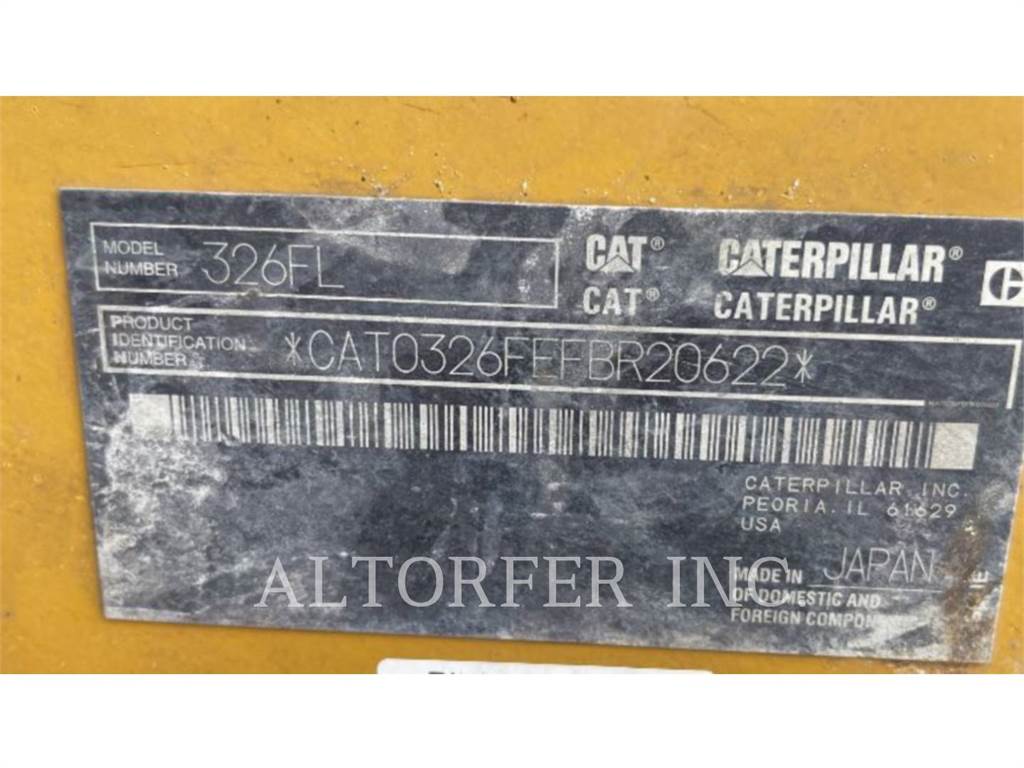 MODEL
NUMBER 326FL
CAT® CATERPILLAR®
CAT® CATERPILLAR®
PRODUCT
IDENTIFICATION
NUMBER *CAT0326FEFBR20622*
CATERPILLAR INC.
PEORIA, IL 61629
USA
MADE IN JAPAN
OF DOMESTIC AND
FOREIGN
ALTORFER INC